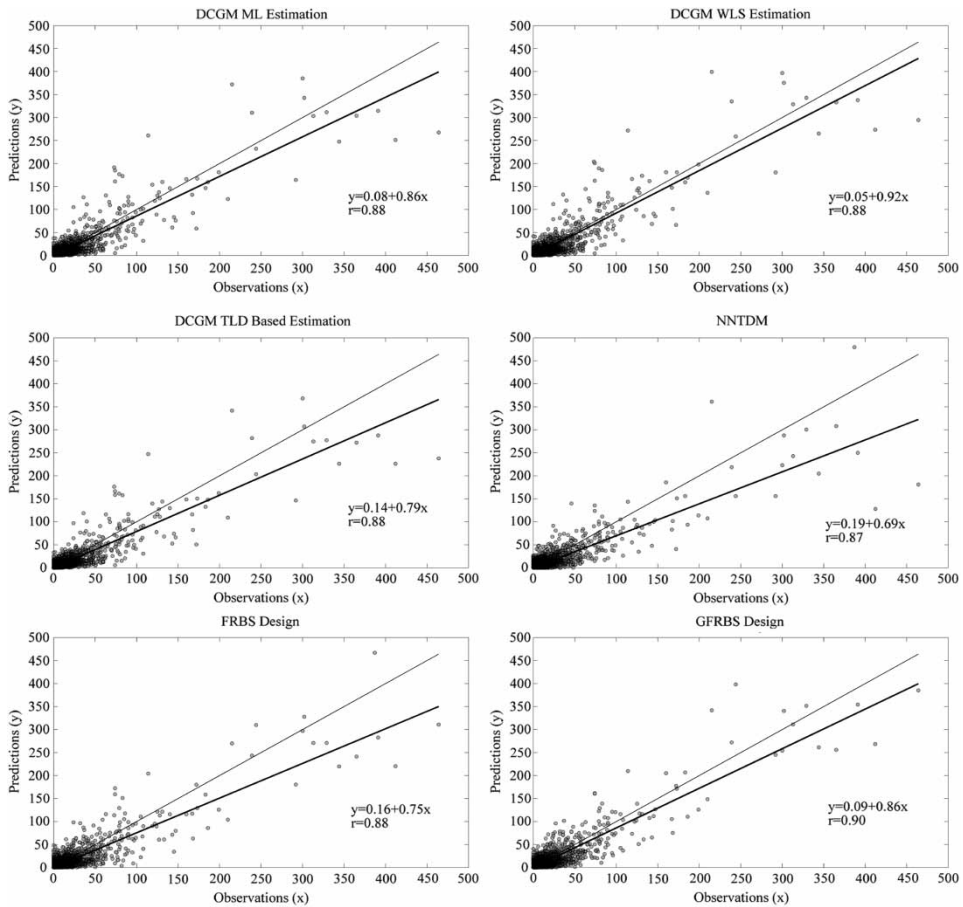 DCGM ML Estimation
500
450
400
350
300
250
200
150
100
50
0
Predictions (y)
y=0.08+0.86x
r=0.88
0 50 100 150 200 250 300 350 400 450 500
Observations (x)
DCGM WLS Estimation
500
450
400
350
300
250
200
150
100
50
0
Predictions (y)
y=0.05+0.92x
r=0.88
0 50 100 150 200 250 300 350 400 450 500
Observations (x)
DCGM TLD Based Estimation
500
450
400
350
300
250
200
150
100
50
0
Predictions (y)
y=0.14+0.79x
r=0.88
0 50 100 150 200 250 300 350 400 450 500
Observations (x)
NNTDM
500
450
400
350
300
250
200
150
100
50
0
Predictions (y)
y=0.19+0.69x
r=0.87
0 50 100 150 200 250 300 350 400 450 500
Observations (x)
FRBS Design
500
450
400
350
300
250
200
150
100
50
0
Predictions (y)
y=0.16+0.75x
r=0.88
0 50 100 150 200 250 300 350 400 450 500
Observations (x)
GFRBS Design
500
450
400
350
300
250
200
150
100
50
0
Predictions (y)
y=0.09+0.86x
r=0.90
0 50 100 150 200 250 300 350 400 450 500
Observations (x)